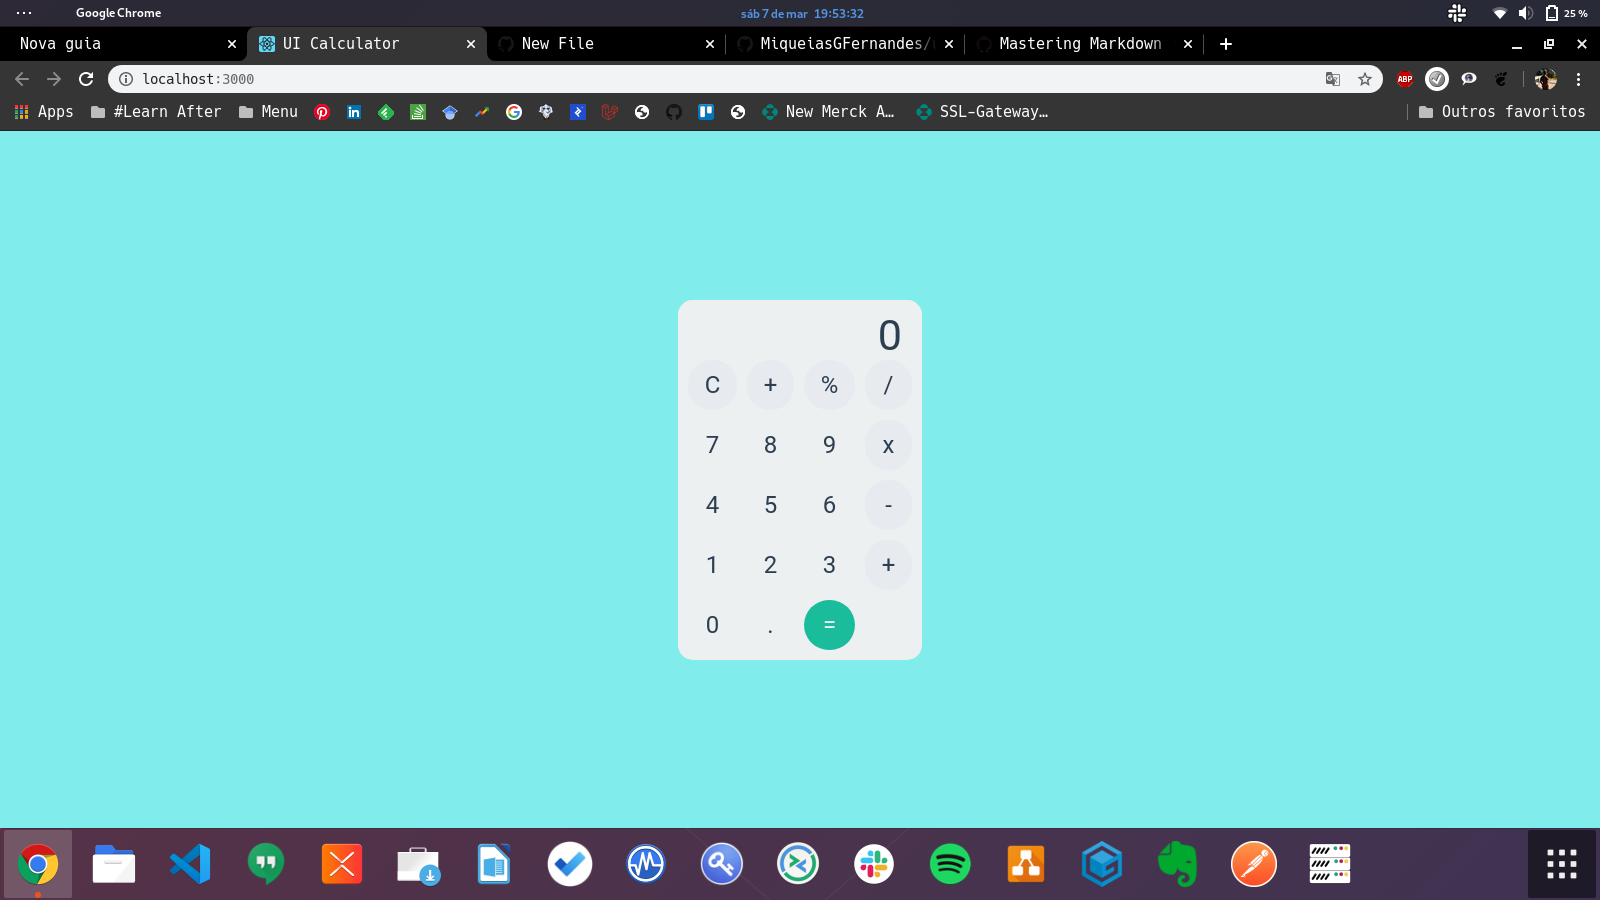 Google Chrome sáb 7 de mar 19:53:32 25 %
Nova guia UI Calculator New File MiqueiasGFernandes/ Mastering Markdown
localhost:3000 ABP
Apps #Learn After Menu New Merck A… SSL-Gateway… Outros favoritos
0
C + % /
7 8 9 x
4 5 6 -
1 2 3 +
0 . =